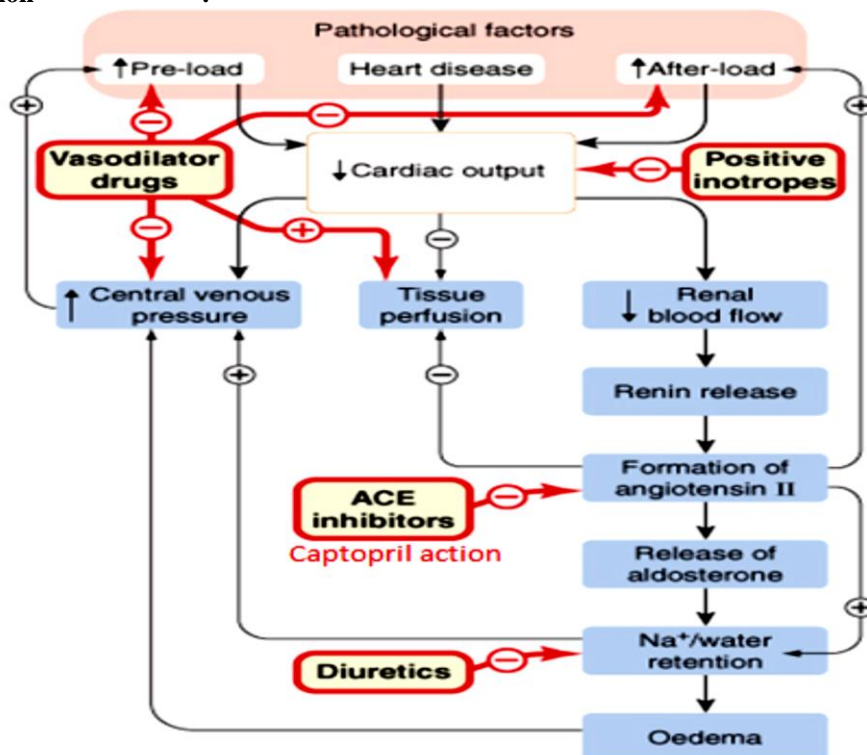 Pathological factors
↑Pre-load
Heart disease
↑After-load
Vasodilator
drugs
↓Cardiac output
Positive
inotropes
↑ Central venous
pressure
Tissue
perfusion
↓ Renal
blood flow
Renin release
Formation of
angiotensin II
ACE
inhibitors
Captopril action
Release of
aldosterone
Na⁺/water
retention
Diuretics
Oedema